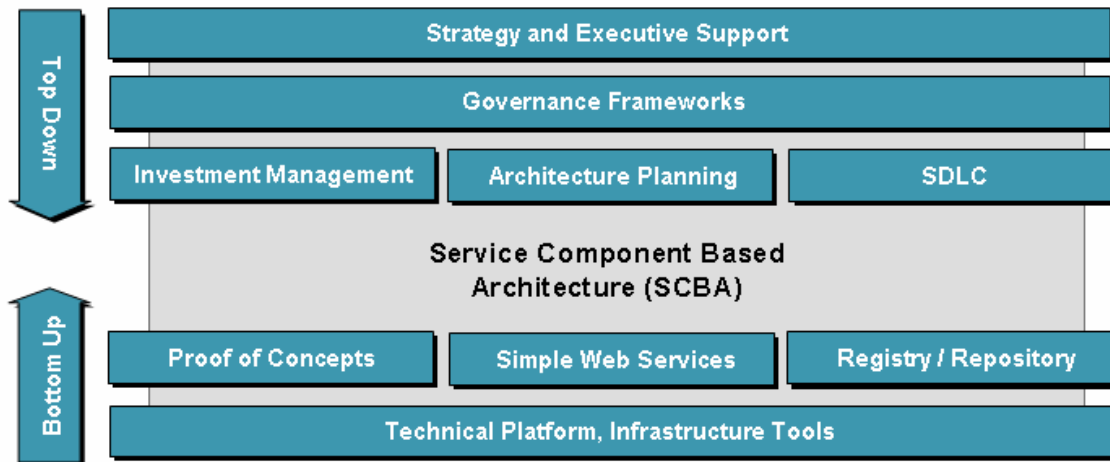 Top Down
Strategy and Executive Support
Governance Frameworks
Investment Management
Architecture Planning
SDLC
Service Component Based
Architecture (SCBA)
Bottom Up
Proof of Concepts
Simple Web Services
Registry / Repository
Technical Platform, Infrastructure Tools